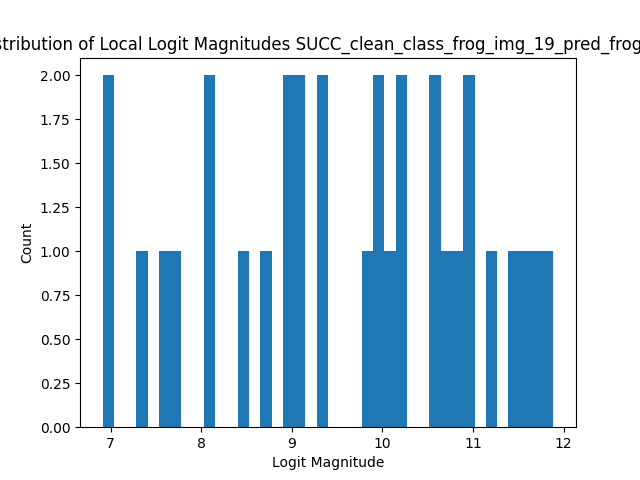 stribution of Local Logit Magnitudes SUCC_clean_class_frog_img_19_pred_frog
2.00
1.75
1.50
1.25
1.00
0.75
0.50
0.25
0.00
Count
7 8 9 10 11 12
Logit Magnitude